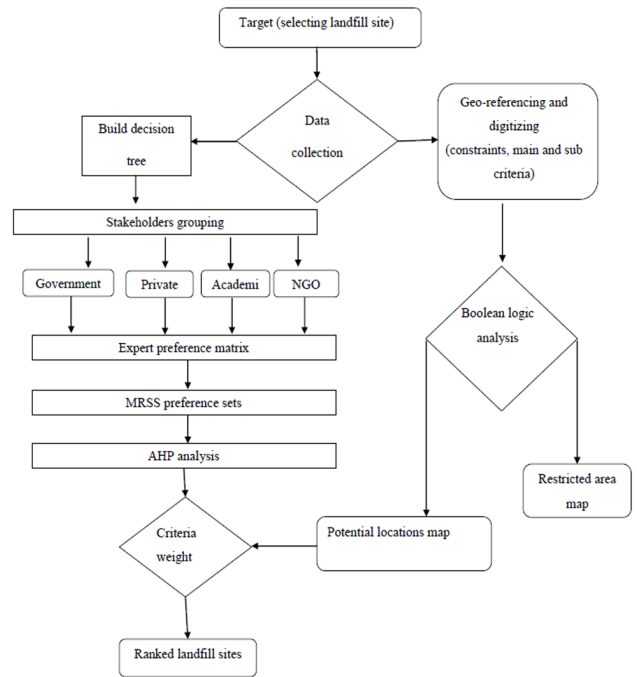 Target (selecting landfill site)
Data
collection
Build decision
tree
Geo-referencing and
digitizing
(constraints, main and sub
criteria)
Stakeholders grouping
Government
Private
Academi
NGO
Expert preference matrix
MRSS preference sets
AHP analysis
Boolean logic
analysis
Restricted area
map
Potential locations map
Criteria
weight
Ranked landfill sites